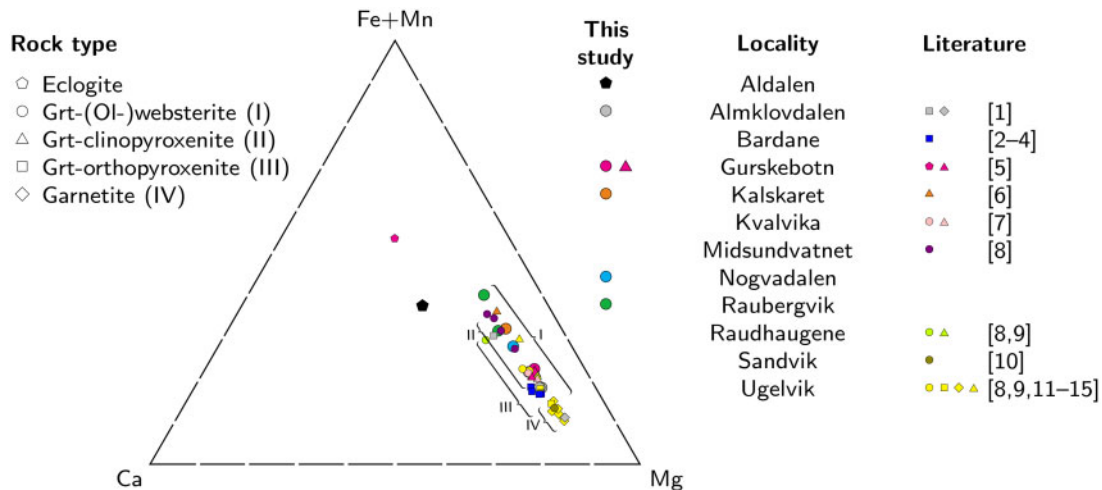 Fe+Mn
Rock type
Eclogite
Grt-(Ol-)websterite (I)
Grt-clinopyroxenite (II)
Grt-orthopyroxenite (III)
Garnetite (IV)
II
I
III
IV
Ca
Mg
This study Locality Literature
Aldalen
Almklovdalen [1]
Bardane [2–4]
Gurskebotn [5]
Kalskaret [6]
Kvalvika [7]
Midsundvatnet [8]
Nogvadalen
Raubergvik
Raudhaugene [8,9]
Sandvik [10]
Ugelvik [8,9,11–15]